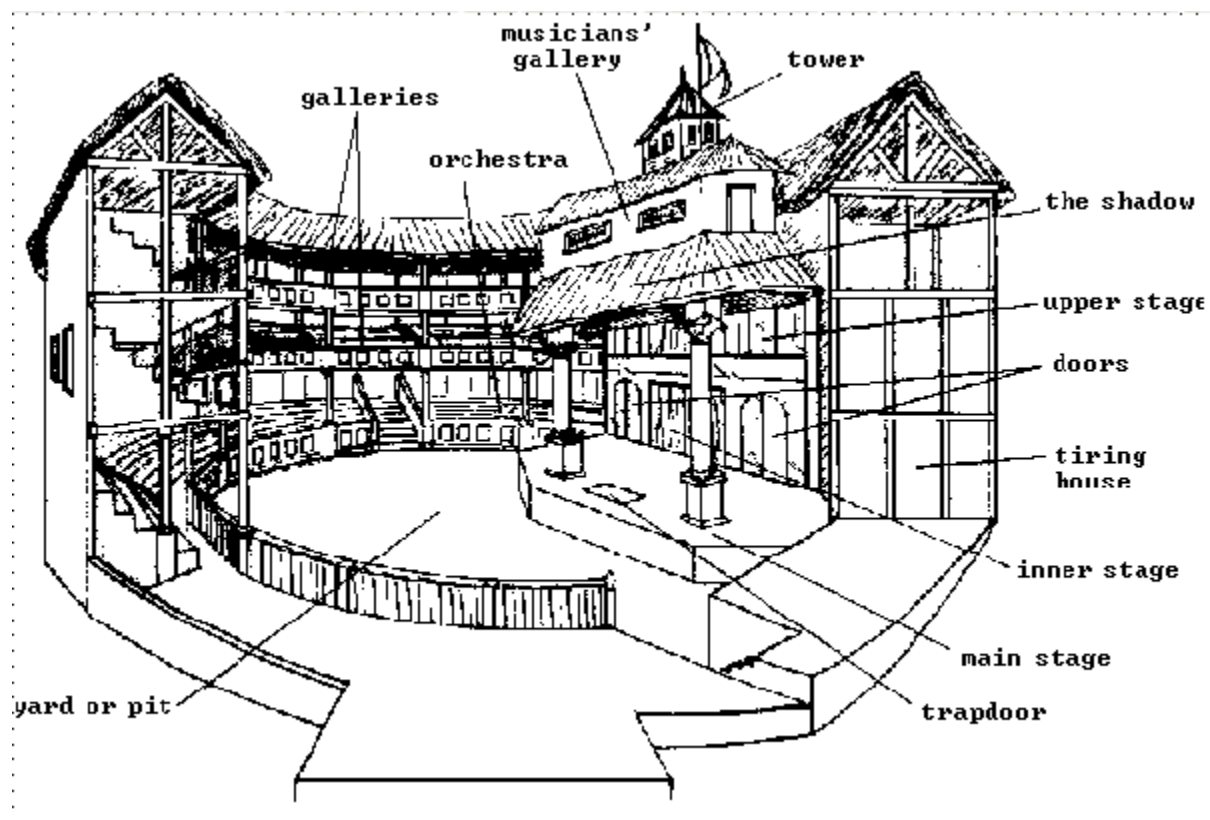 musicians'
gallery
tower
galleries
orchestra
the shadow
upper stage
doors
tiring
house
inner stage
main stage
yard or pit
trapdoor